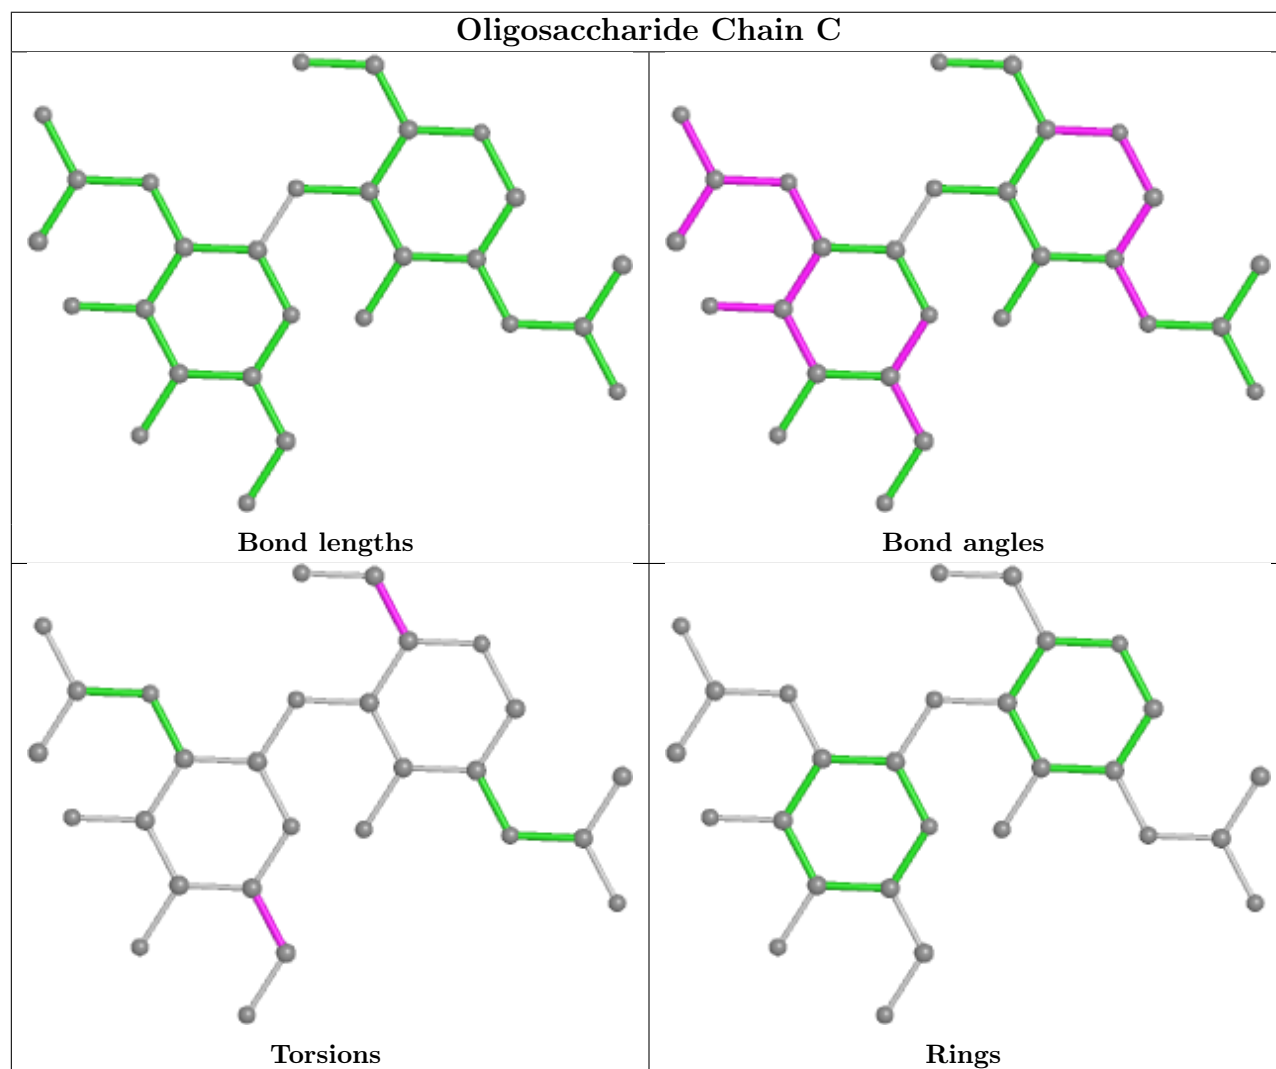 Oligosaccharide Chain C
Bond lengths
Bond angles
Torsions
Rings